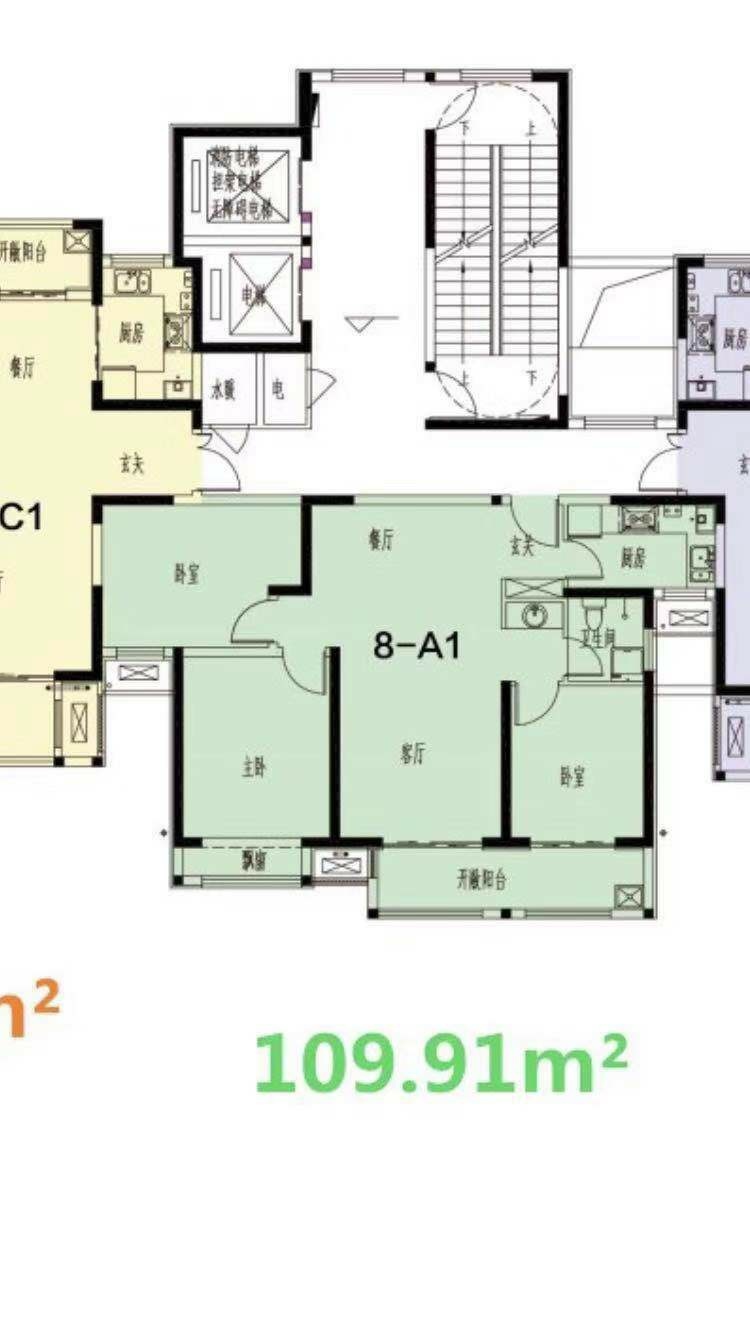 下
上
消防电梯
担架电梯
无障碍电梯
开敞阳台
电梯
厨房
厨房
餐厅
水暖
电
上
下
玄关
玄
C1
餐厅
玄关
厨房
卧室
厅
卫生间
8-A1
客厅
主卧
卧室
飘窗
开敞阳台
m²
109.91m²